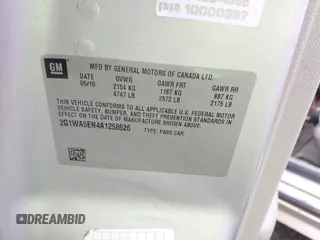 P/N 10000397
GM
MFD BY GENERAL MOTORS OF CANADA LTD.
DATE GVWR GAWR FRT GAWR RR
05/10 2154 KG 1167 KG 987 KG
4747 LB 2572 LB 2175 LB
THIS VEHICLE CONFORMS TO ALL APPLICABLE U.S. FEDERAL MOTOR
VEHICLE SAFETY, BUMPER, AND THEFT PREVENTION STANDARDS IN
EFFECT ON THE DATE OF MANUFACTURE SHOWN ABOVE.
2G1WA5EN4A1258626 TYPE: PASS CAR
DREAMBID